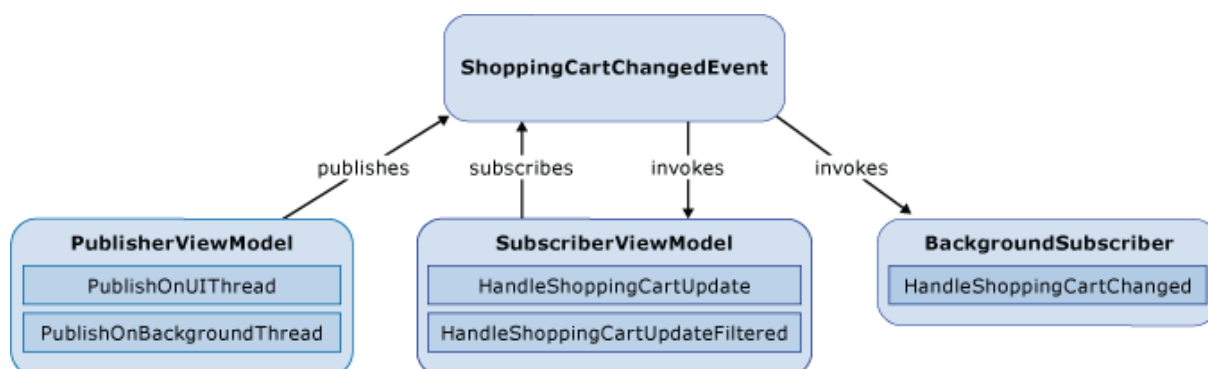 ShoppingCartChangedEvent
publishes
subscribes
invokes
invokes
PublisherViewModel
PublishOnUIThread
PublishOnBackgroundThread
SubscriberViewModel
HandleShoppingCartUpdate
HandleShoppingCartUpdateFiltered
BackgroundSubscriber
HandleShoppingCartChanged